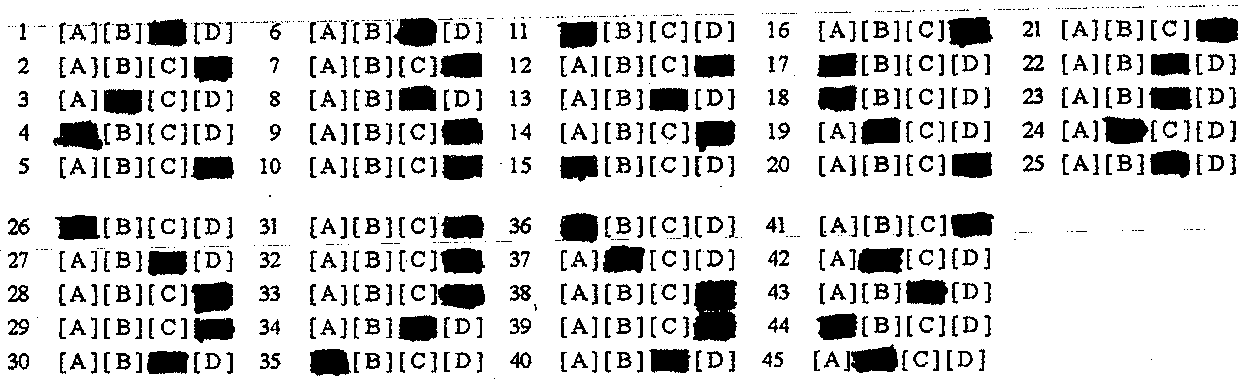 1 [A][B]█[D] 6 [A][B]█[D] 11 █[B][C][D] 16 [A][B][C]█ 21 [A][B][C]█
2 [A][B][C]█ 7 [A][B][C]█ 12 [A][B][C]█ 17 █[B][C][D] 22 [A][B]█[D]
3 [A]█[C][D] 8 [A][B]█[D] 13 [A][B]█[D] 18 █[B][C][D] 23 [A][B]█[D]
4 █[B][C][D] 9 [A][B][C]█ 14 [A][B][C]█ 19 [A]█[C][D] 24 [A]█[C][D]
5 [A][B][C]█ 10 [A][B][C]█ 15 █[B][C][D] 20 [A][B][C]█ 25 [A][B]█[D]
26 █[B][C][D] 31 [A][B][C]█ 36 █[B][C][D] 41 [A][B][C]█
27 [A][B]█[D] 32 [A][B][C]█ 37 [A]█[C][D] 42 [A]█[C][D]
28 [A][B][C]█ 33 [A][B][C]█ 38 [A][B][C]█ 43 [A][B]█[D]
29 [A][B][C]█ 34 [A][B]█[D] 39 [A][B][C]█ 44 █[B][C][D]
30 [A][B]█[D] 35 █[B][C][D] 40 [A][B]█[D] 45 [A]█[C][D]